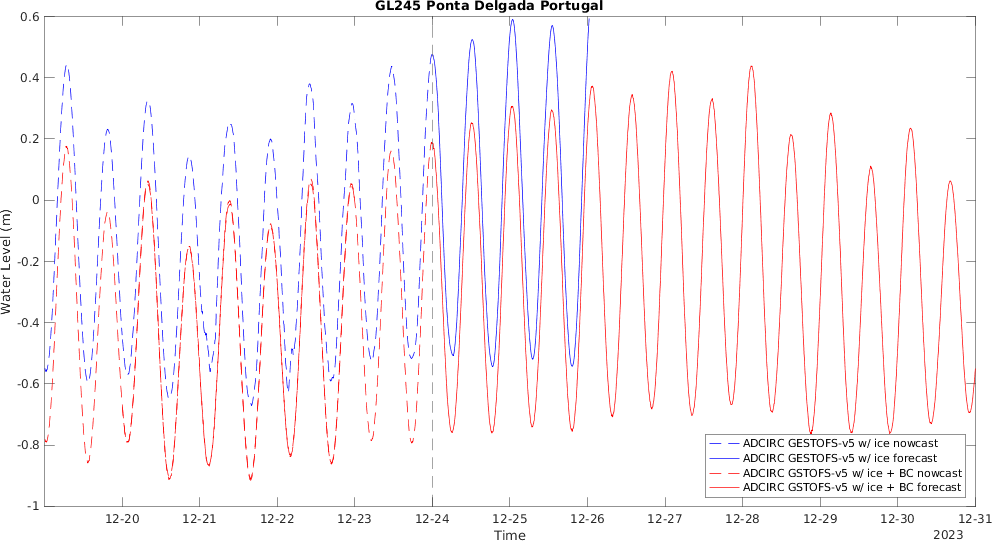 GL245 Ponta Delgada Portugal
0.6
0.4
0.2
0
-0.2
-0.4
-0.6
-0.8
-1
Water Level (m)
ADCIRC GESTOFS-v5 w/ ice nowcast
ADCIRC GESTOFS-v5 w/ ice forecast
ADCIRC GSTOFS-v5 w/ ice + BC nowcast
ADCIRC GSTOFS-v5 w/ ice + BC forecast
12-20 12-21 12-22 12-23 12-24 12-25 12-26 12-27 12-28 12-29 12-30 12-31
Time
2023